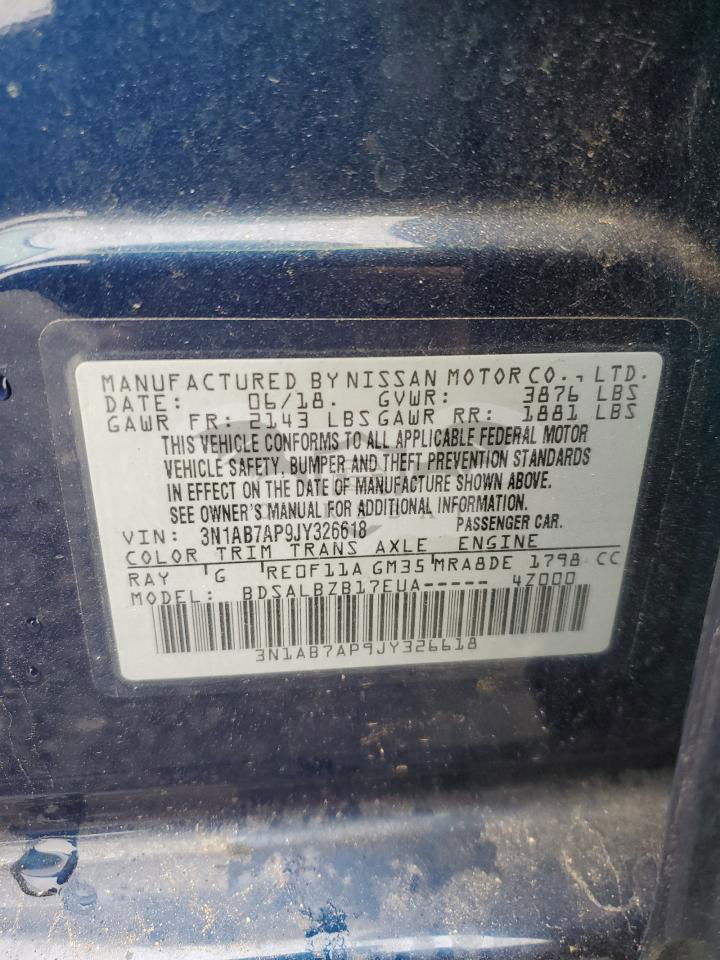 MANUFACTURED BY NISSAN MOTOR CO., LTD.
DATE: 06/18. GVWR: 3876 LBS
GAWR FR: 2143 LBS GAWR RR: 1881 LBS
THIS VEHICLE CONFORMS TO ALL APPLICABLE FEDERAL MOTOR
VEHICLE SAFETY, BUMPER AND THEFT PREVENTION STANDARDS
IN EFFECT ON THE DATE OF MANUFACTURE SHOWN ABOVE.
SEE OWNER'S MANUAL FOR ADDITIONAL INFORMATION.
VIN: 3N1AB7AP9JY326618 PASSENGER CAR.
COLOR TRIM TRANS AXLE ENGINE
RAY G RE0F11A GM35 MRA8DE 1798 CC
MODEL: BDSALBZB17EUA----- 4Z000
3N1AB7AP9JY326618